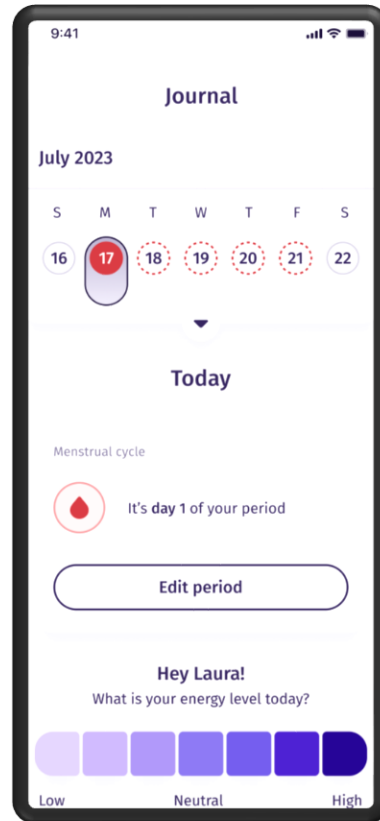 9:41
Journal
July 2023
S M T W T F S
16 17 18 19 20 21 22
Today
Menstrual cycle
It's day 1 of your period
Edit period
Hey Laura!
What is your energy level today?
Low Neutral High